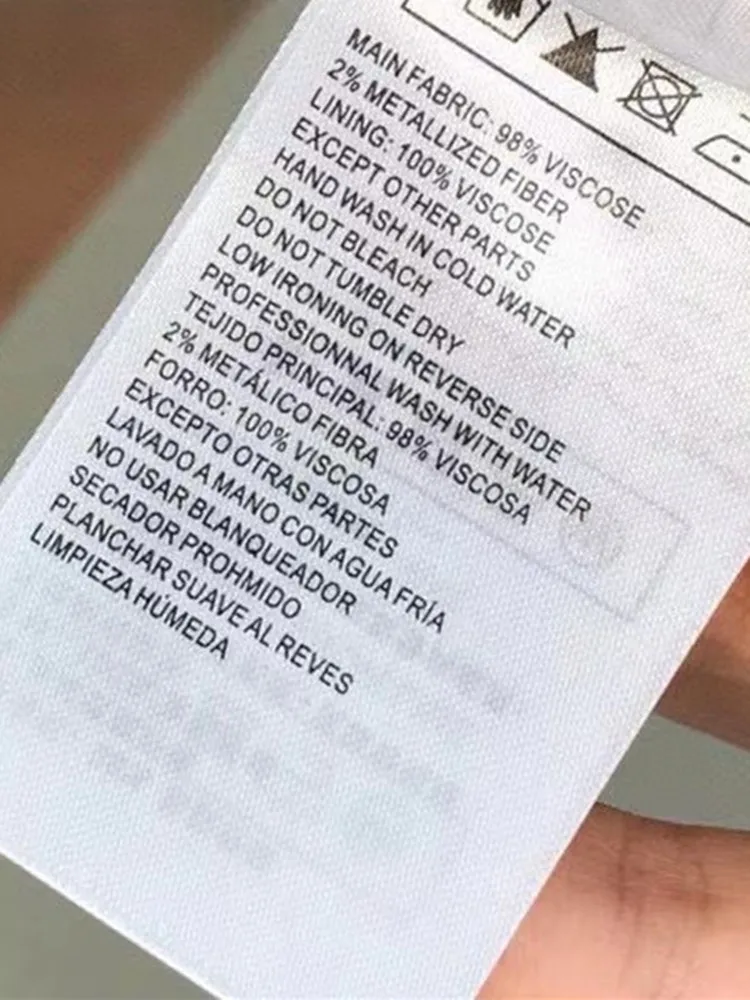 MAIN FABRIC: 98% VISCOSE
2% METALLIZED FIBER
LINING: 100% VISCOSE
EXCEPT OTHER PARTS
HAND WASH IN COLD WATER
DO NOT BLEACH
DO NOT TUMBLE DRY
LOW IRONING ON REVERSE SIDE
PROFESSIONNAL WASH WITH WATER
TEJIDO PRINCIPAL: 98% VISCOSA
2% METÁLICO FIBRA
FORRO: 100% VISCOSA
EXCEPTO OTRAS PARTES
LAVADO A MANO CON AGUA FRÍA
NO USAR BLANQUEADOR
SECADOR PROHMIDO
PLANCHAR SUAVE AL REVES
LIMPIEZA HÚMEDA